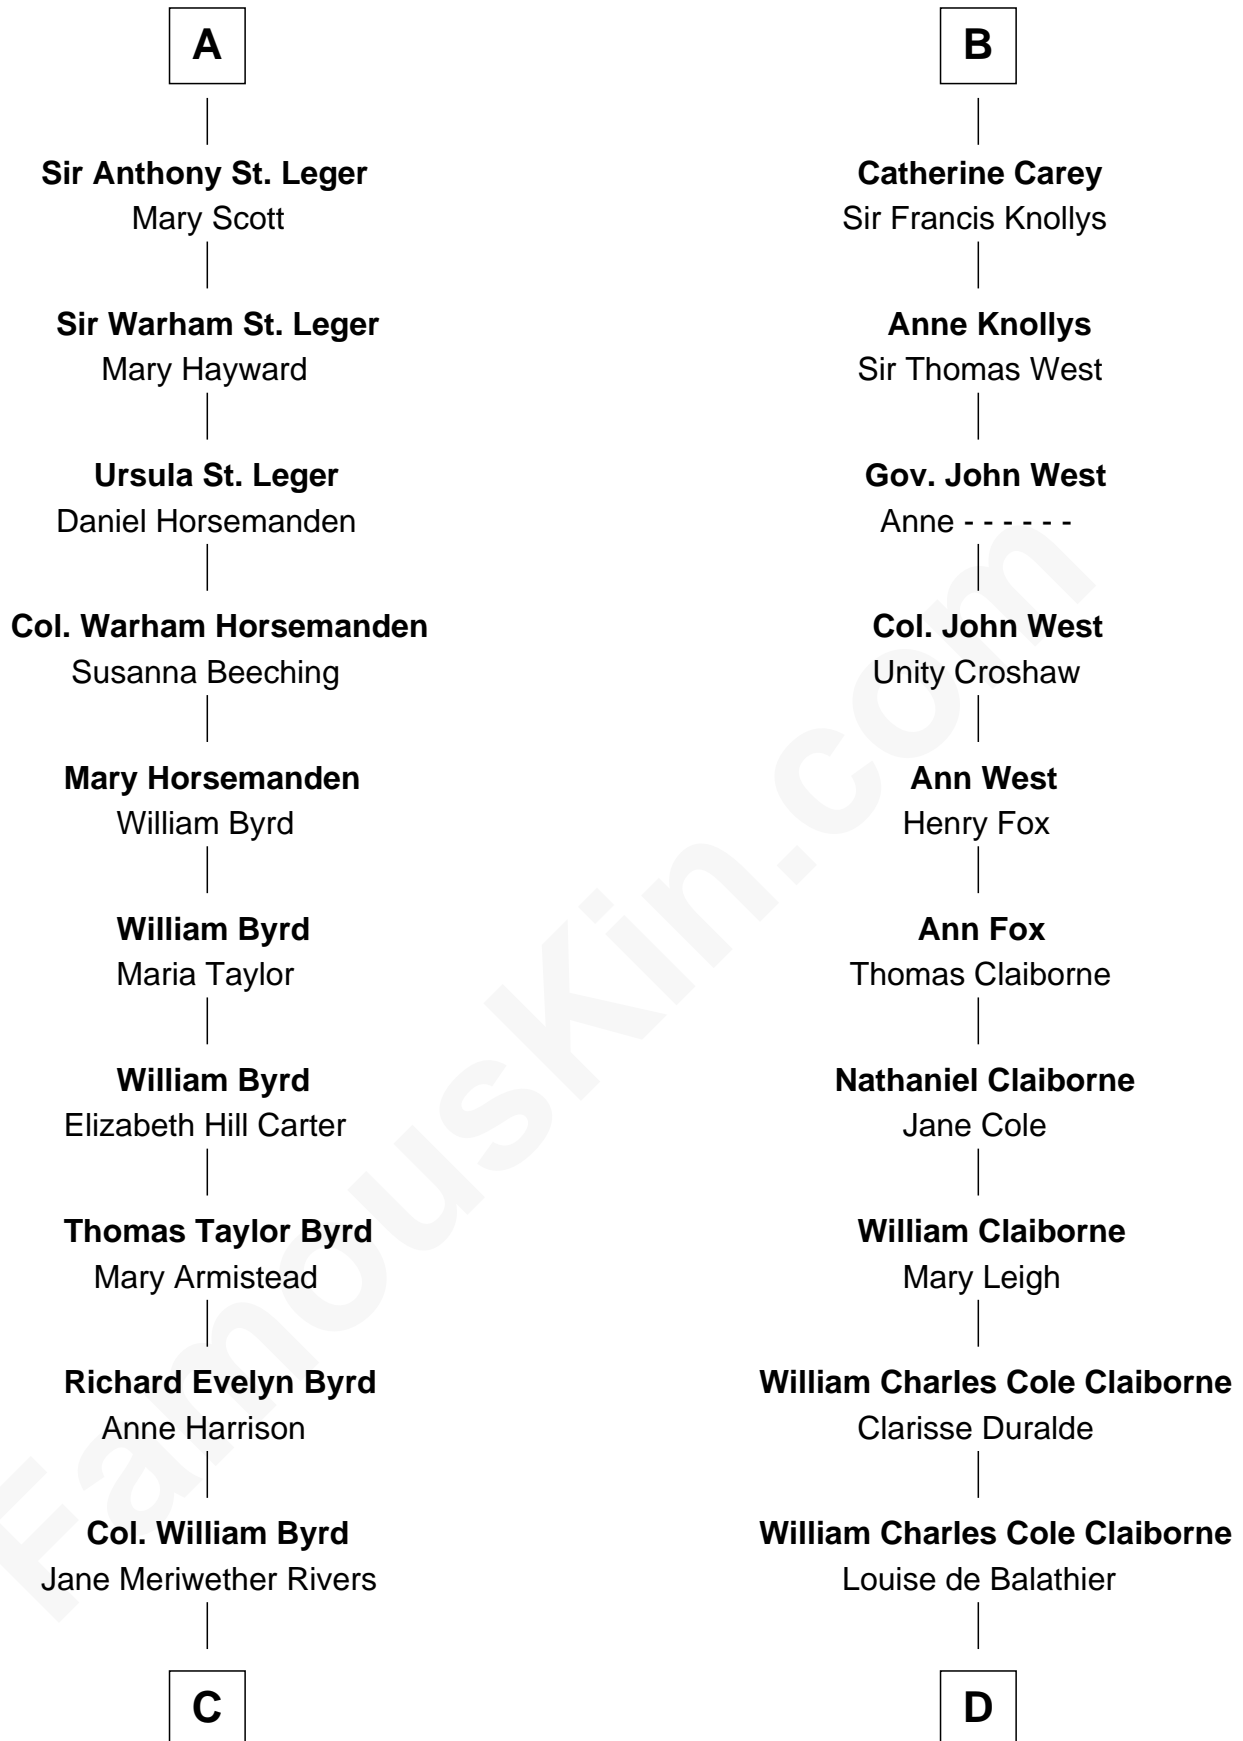 A
Sir Anthony St. Leger
Mary Scott
Sir Warham St. Leger
Mary Hayward
Ursula St. Leger
Daniel Horsemanden
Col. Warham Horsemanden
Susanna Beeching
Mary Horsemanden
William Byrd
William Byrd
Maria Taylor
William Byrd
Elizabeth Hill Carter
Thomas Taylor Byrd
Mary Armistead
Richard Evelyn Byrd
Anne Harrison
Col. William Byrd
Jane Meriwether Rivers
C
B
Catherine Carey
Sir Francis Knollys
Anne Knollys
Sir Thomas West
Gov. John West
Anne - - - - - -
Col. John West
Unity Croshaw
Ann West
Henry Fox
Ann Fox
Thomas Claiborne
Nathaniel Claiborne
Jane Cole
William Claiborne
Mary Leigh
William Charles Cole Claiborne
Clarisse Duralde
William Charles Cole Claiborne
Louise de Balathier
D
FamousKin.com